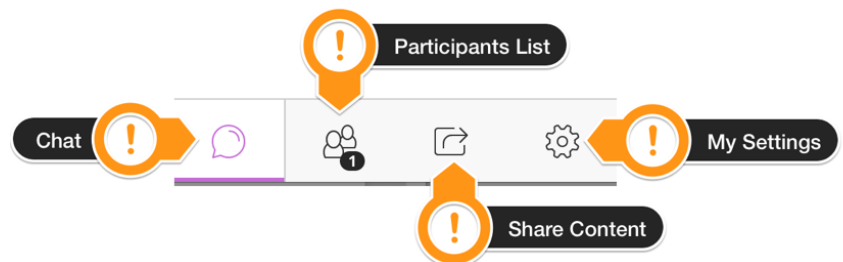 Participants List
Chat
1
My Settings
Share Content